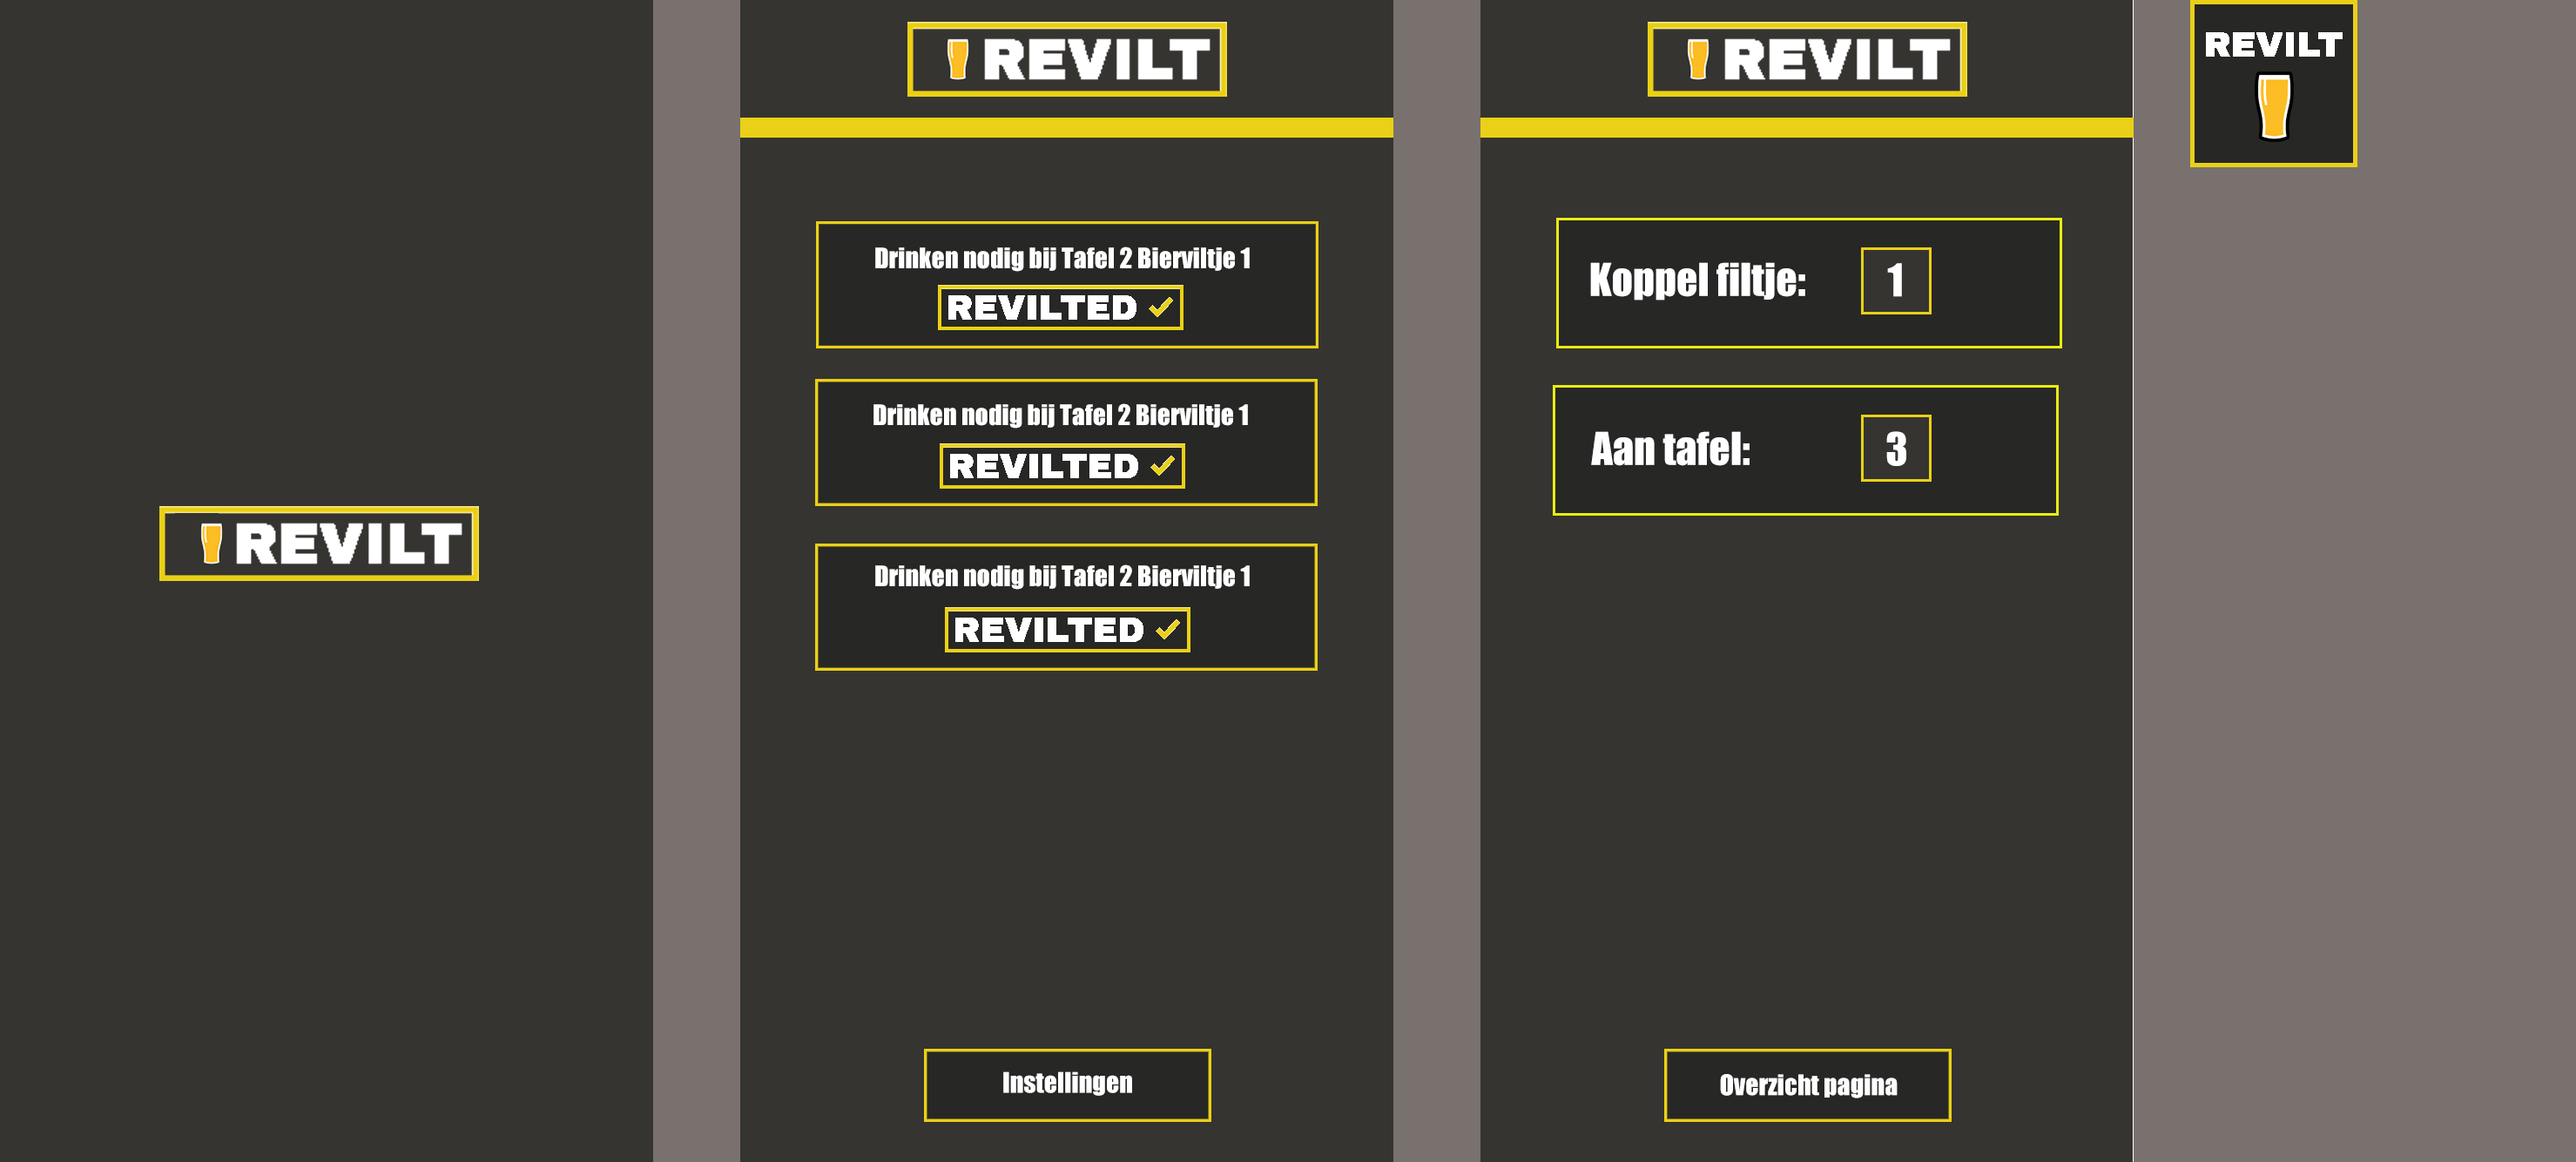 REVILT
REVILT
Drinken nodig bij Tafel 2 Bierviltje 1
REVILTED
Drinken nodig bij Tafel 2 Bierviltje 1
REVILTED
Drinken nodig bij Tafel 2 Bierviltje 1
REVILTED
Instellingen
REVILT
Koppel filtje: 1
Aan tafel: 3
Overzicht pagina
REVILT